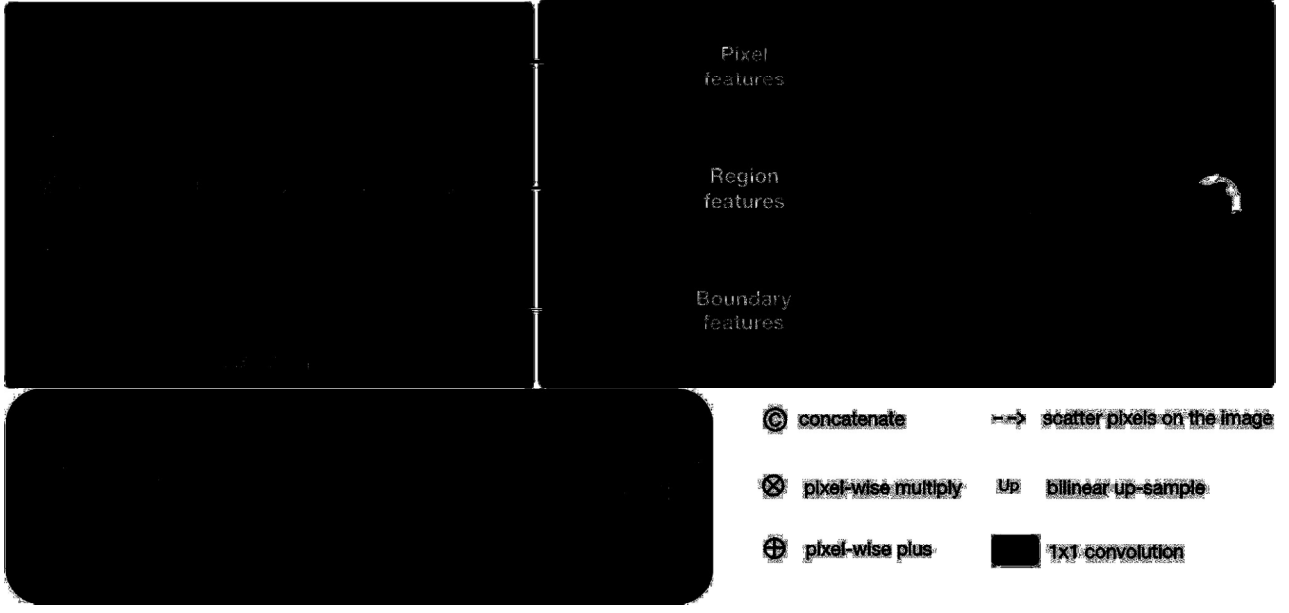 Pixel
features
Region
features
Boundary
features
© concatenate
--> scatter pixels on the image
⊗ pixel-wise multiply
Up bilinear up-sample
⊕ pixel-wise plus
1x1 convolution